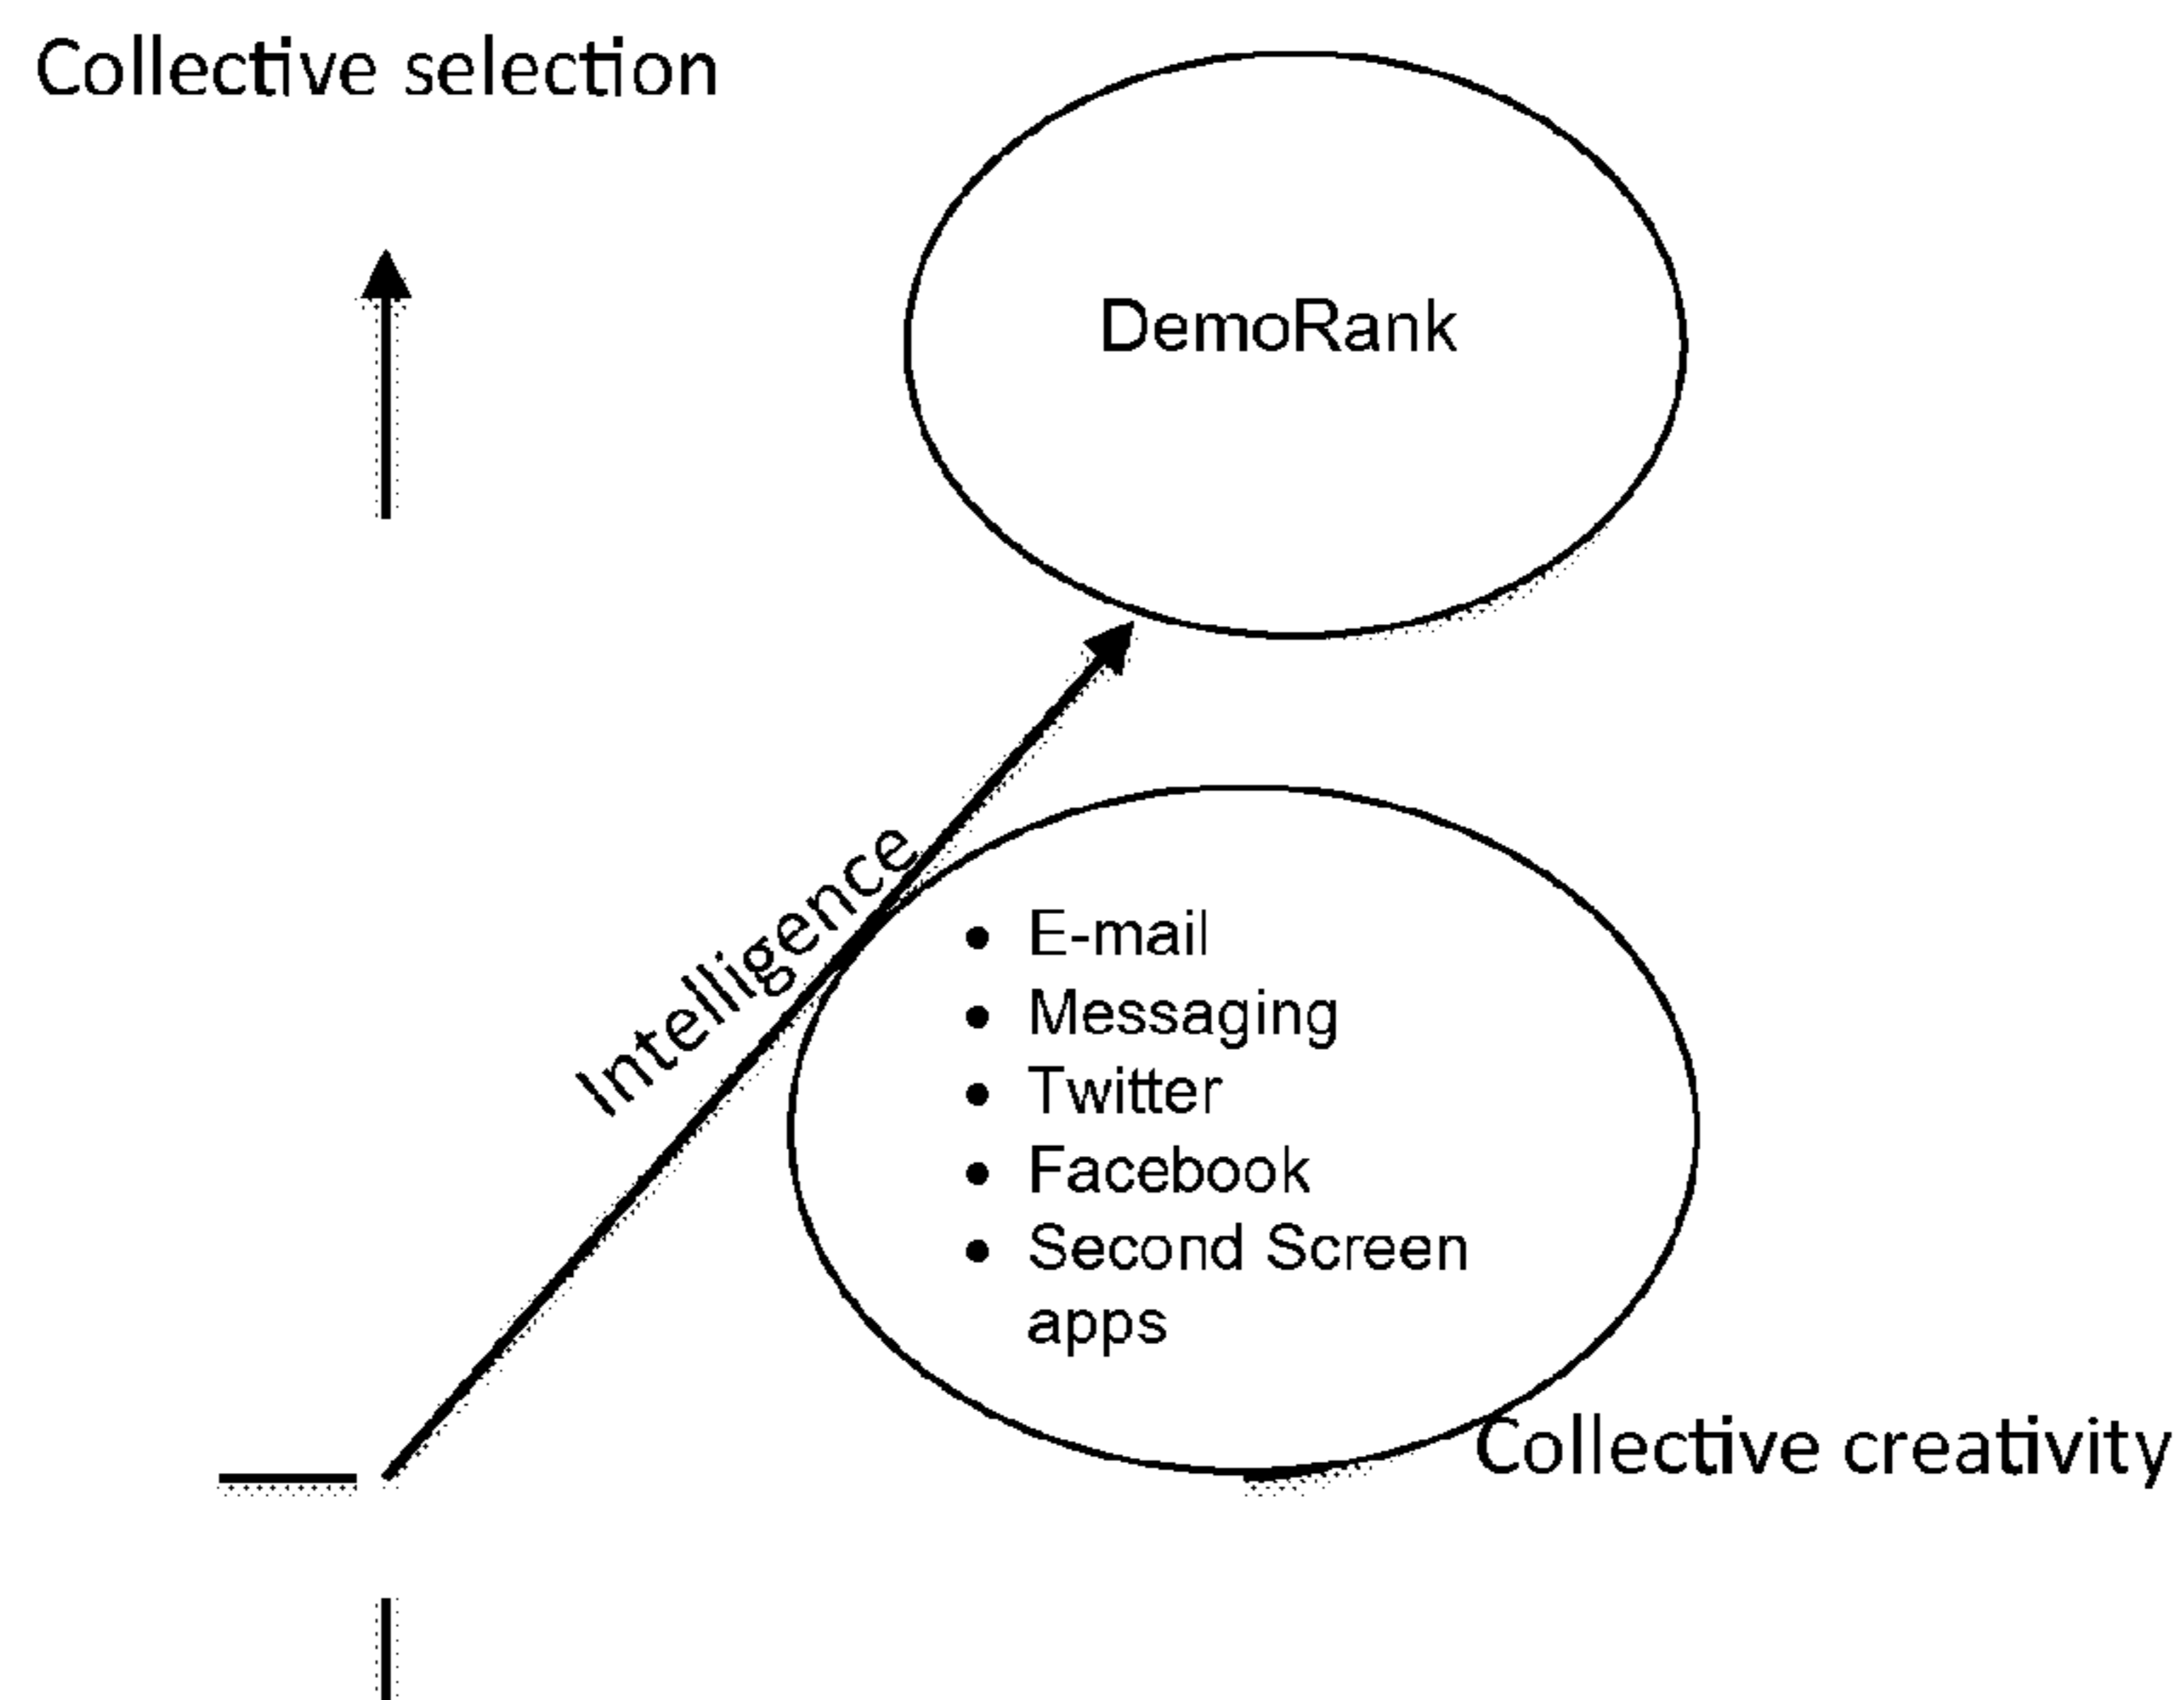 Collective selection
DemoRank
Intelligence
• E-mail
• Messaging
• Twitter
• Facebook
• Second Screen
apps
Collective creativity